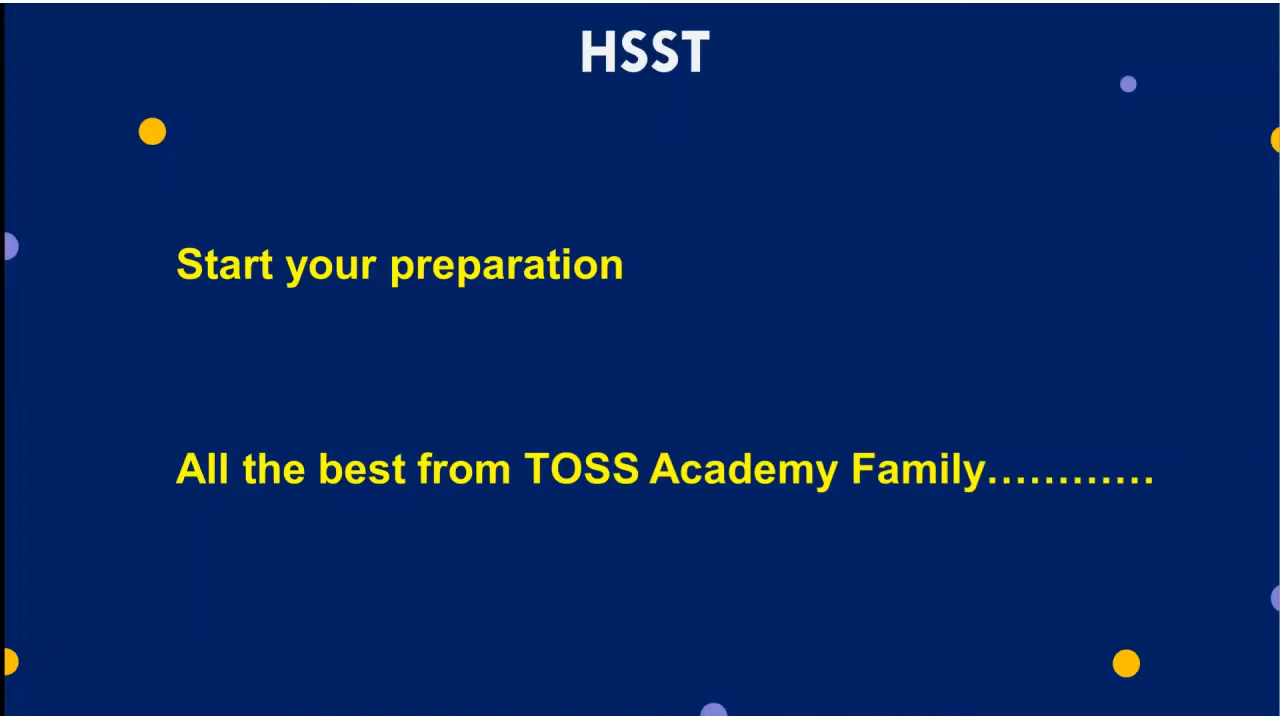 HSST
Start your preparation
All the best from TOSS Academy Family............